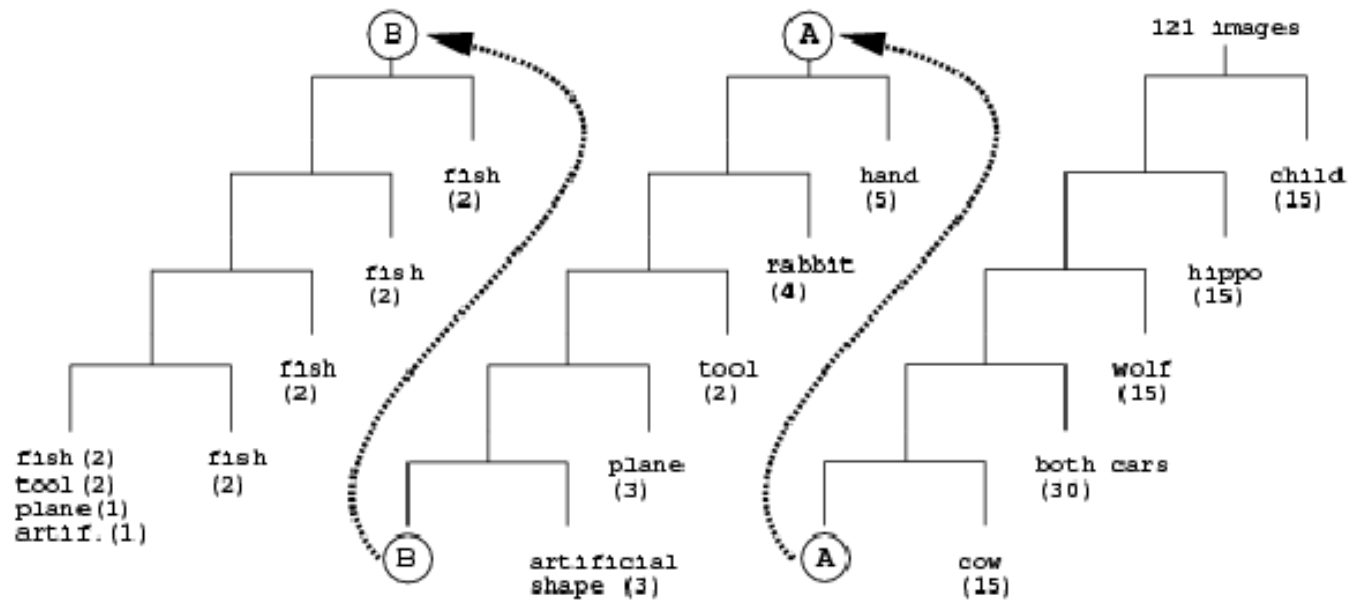 B
A
121 images
fish
(2)
hand
(5)
child
(15)
fish
(2)
rabbit
(4)
hippo
(15)
fish
(2)
tool
(2)
wolf
(15)
fish (2)
tool (2)
plane(1)
artif. (1)
fish
(2)
plane
(3)
both cars
(30)
B
artificial
shape (3)
A
cow
(15)